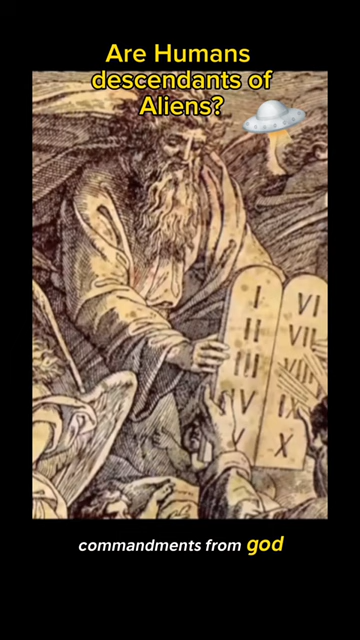 Are Humans
descendants of
Aliens?
I VI
II VII
III VIII
IV IX
V X
commandments from god